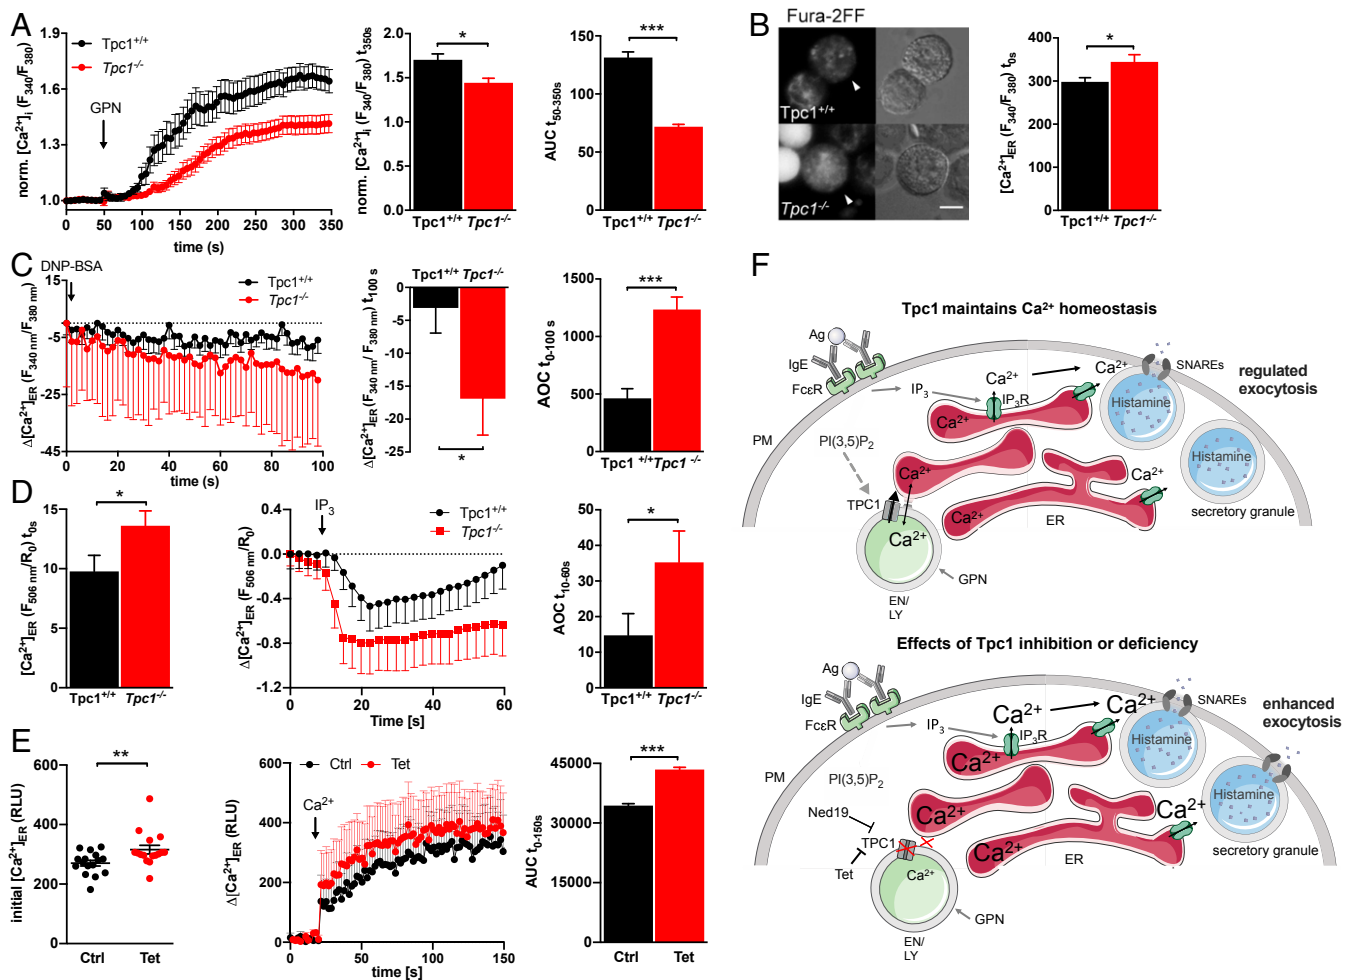 A
norm. [Ca²⁺]ᵢ (F₃₄₀/F₃₈₀)
1.9
1.6
1.3
1.0
Tpc1⁺/⁺
Tpc1⁻/⁻
GPN
0 50 100 150 200 250 300 350
time (s)
norm. [Ca²⁺]ᵢ (F₃₄₀/F₃₈₀) t₃₅₀ₛ
2.0
1.5
1.0
0.5
0.0
*
Tpc1⁺/⁺ Tpc1⁻/⁻
AUC t₅₀₋₃₅₀ₛ
150
100
50
0
***
Tpc1⁺/⁺ Tpc1⁻/⁻
B
Fura-2FF
Tpc1⁺/⁺
Tpc1⁻/⁻
[Ca²⁺]ER (F₃₄₀/F₃₈₀) t₀ₛ
400
300
200
100
0
*
Tpc1⁺/⁺ Tpc1⁻/⁻
C
DNP-BSA
Δ[Ca²⁺]ER (F₃₄₀ nm/F₃₈₀ nm)
15
-5
-25
-45
Tpc1⁺/⁺
Tpc1⁻/⁻
0 20 40 60 80 100
time (s)
Tpc1⁺/⁺ Tpc1⁻/⁻
Δ[Ca²⁺]ER (F₃₄₀ nm/ F₃₈₀ nm) t₁₀₀ s
0
-5
-10
-15
-20
-25
*
AOC t₀₋₁₀₀ s
1500
1000
500
0
***
Tpc1 ⁺/⁺ Tpc1 ⁻/⁻
D
[Ca²⁺]ER (F₅₀₆ nm/R₀) t₀ₛ
15
10
5
0
*
Tpc1⁺/⁺ Tpc1⁻/⁻
Δ[Ca²⁺]ER (F₅₀₆ nm/R₀)
0.4
0.0
-0.4
-0.8
-1.2
IP₃
Tpc1⁺/⁺
Tpc1⁻/⁻
0 20 40 60
Time [s]
AOC t₁₀₋₆₀ₛ
60
40
20
0
*
Tpc1⁺/⁺ Tpc1⁻/⁻
E
initial [Ca²⁺]ER (RLU)
600
400
200
0
**
Ctrl Tet
Δ[Ca²⁺]ER (RLU)
600
400
200
0
Ctrl Tet
Ca²⁺
0 50 100 150
time [s]
AUC t₀₋₁₅₀ₛ
45000
30000
15000
0
***
Ctrl Tet
F
Tpc1 maintains Ca²⁺ homeostasis
Ag
IgE
FcεR
IP₃
Ca²⁺
IP₃R
Ca²⁺
SNAREs
regulated
exocytosis
Histamine
PM
PI(3,5)P₂
Ca²⁺
Ca²⁺
Ca²⁺
Histamine
TPC1
Ca²⁺
ER
secretory granule
Ca²⁺
GPN
EN/
LY
Effects of Tpc1 inhibition or deficiency
Ag
IgE
FcεR
IP₃
Ca²⁺
IP₃R
Ca²⁺
SNAREs
enhanced
exocytosis
Histamine
PM
PI(3,5)P₂
Ca²⁺
Histamine
Ned19
Ca²⁺
Ca²⁺
TPC1
Ca²⁺
ER
secretory granule
Tet
Ca²⁺
GPN
EN/
LY